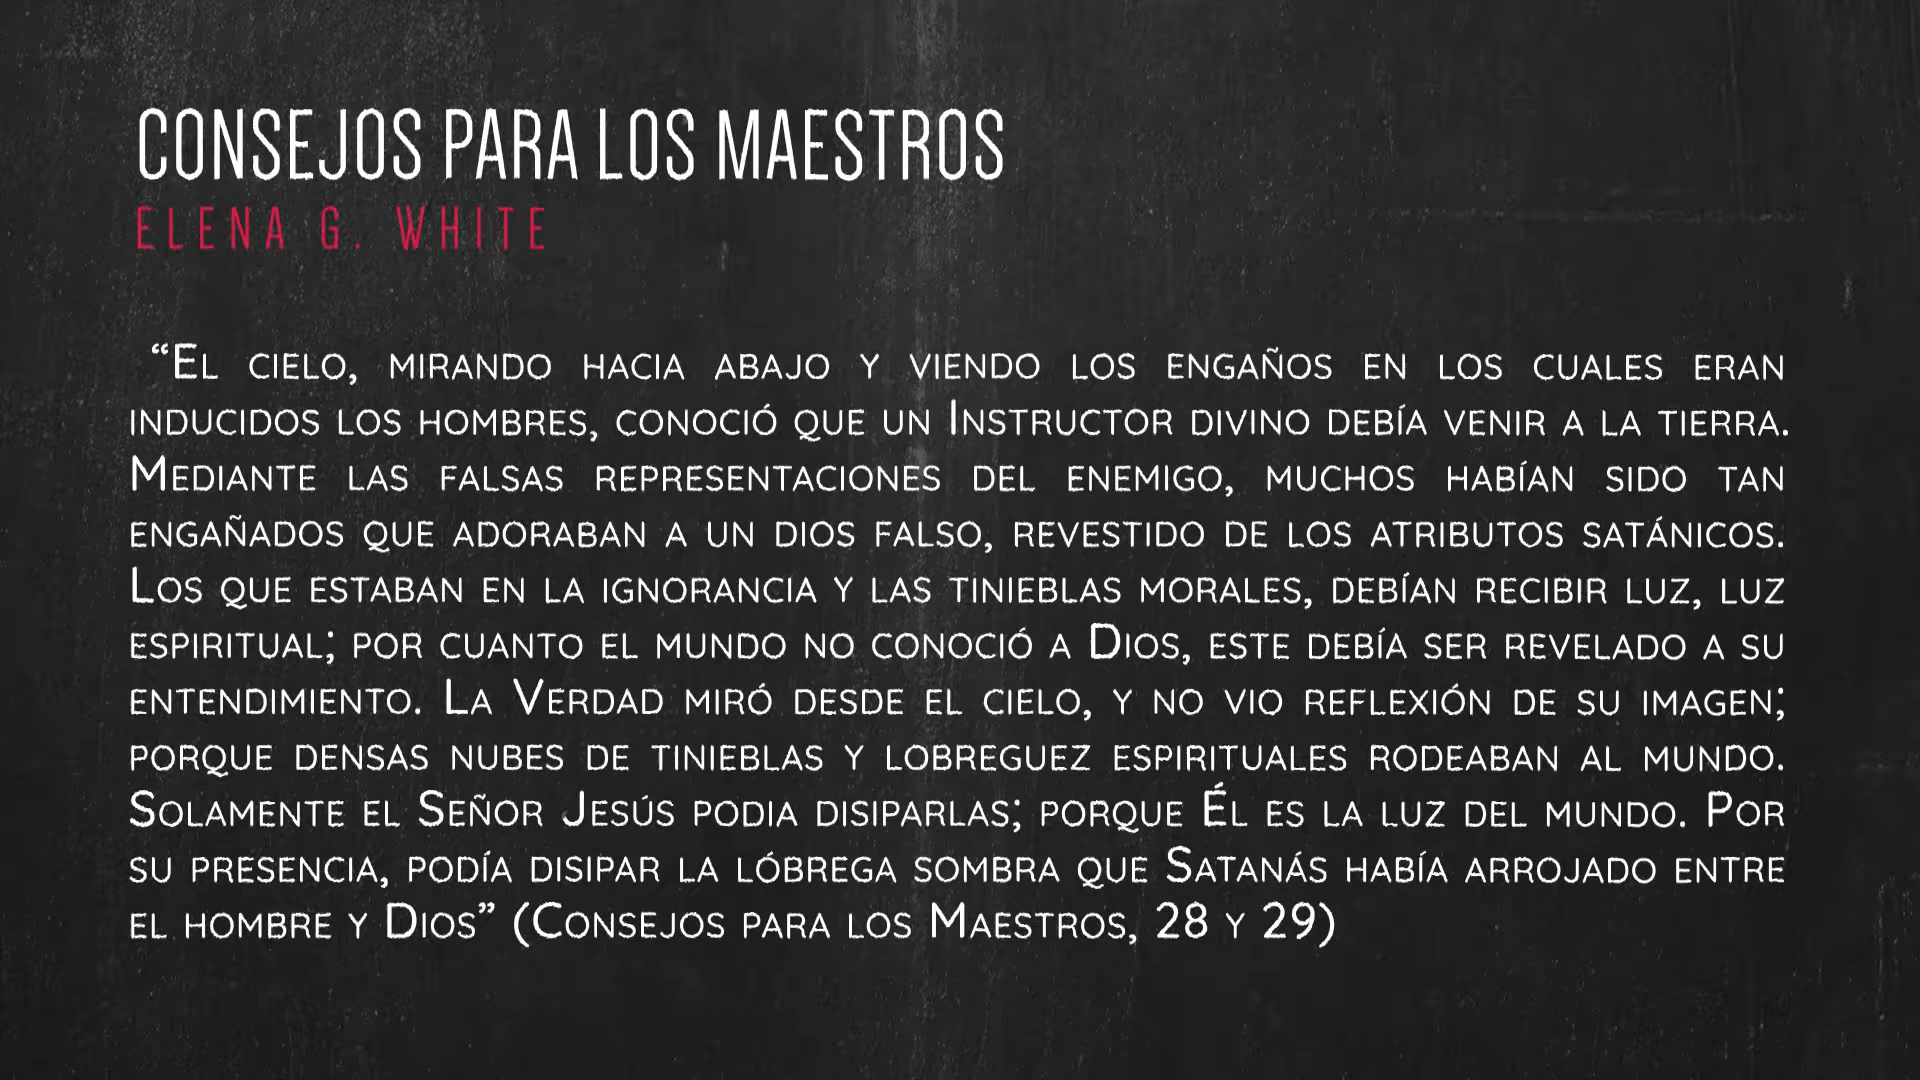 CONSEJOS PARA LOS MAESTROS
ELENA G. WHITE
“El cielo, mirando hacia abajo y viendo los engaños en los cuales eran
inducidos los hombres, conoció que un Instructor divino debía venir a la tierra.
Mediante las falsas representaciones del enemigo, muchos habían sido tan
engañados que adoraban a un dios falso, revestido de los atributos satánicos.
Los que estaban en la ignorancia y las tinieblas morales, debían recibir luz, luz
espiritual; por cuanto el mundo no conoció a Dios, este debía ser revelado a su
entendimiento. La Verdad miró desde el cielo, y no vio reflexión de su imagen;
porque densas nubes de tinieblas y lobreguez espirituales rodeaban al mundo.
Solamente el Señor Jesús podia disiparlas; porque Él es la luz del mundo. Por
su presencia, podía disipar la lóbrega sombra que Satanás había arrojado entre
el hombre y Dios” (Consejos para los Maestros, 28 y 29)